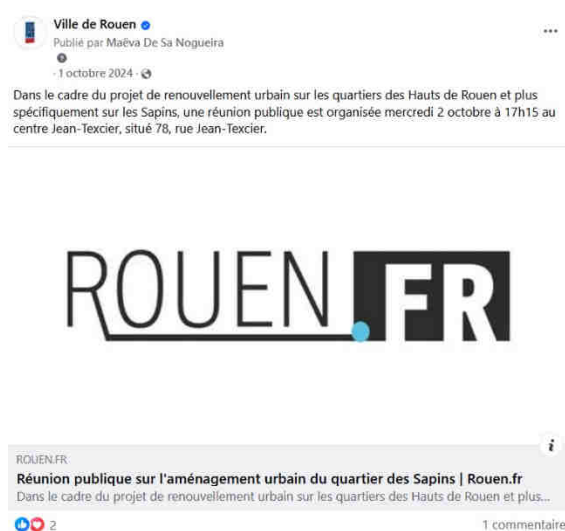 Ville de Rouen
Publié par Maëva De Sa Nogueira
· 1 octobre 2024 ·
Dans le cadre du projet de renouvellement urbain sur les quartiers des Hauts de Rouen et plus
spécifiquement sur les Sapins, une réunion publique est organisée mercredi 2 octobre à 17h15 au
centre Jean-Texcier, situé 78, rue Jean-Texcier.
ROUEN.FR
ROUEN.FR
Réunion publique sur l'aménagement urbain du quartier des Sapins | Rouen.fr
Dans le cadre du projet de renouvellement urbain sur les quartiers des Hauts de Rouen et plus...
2
1 commentaire